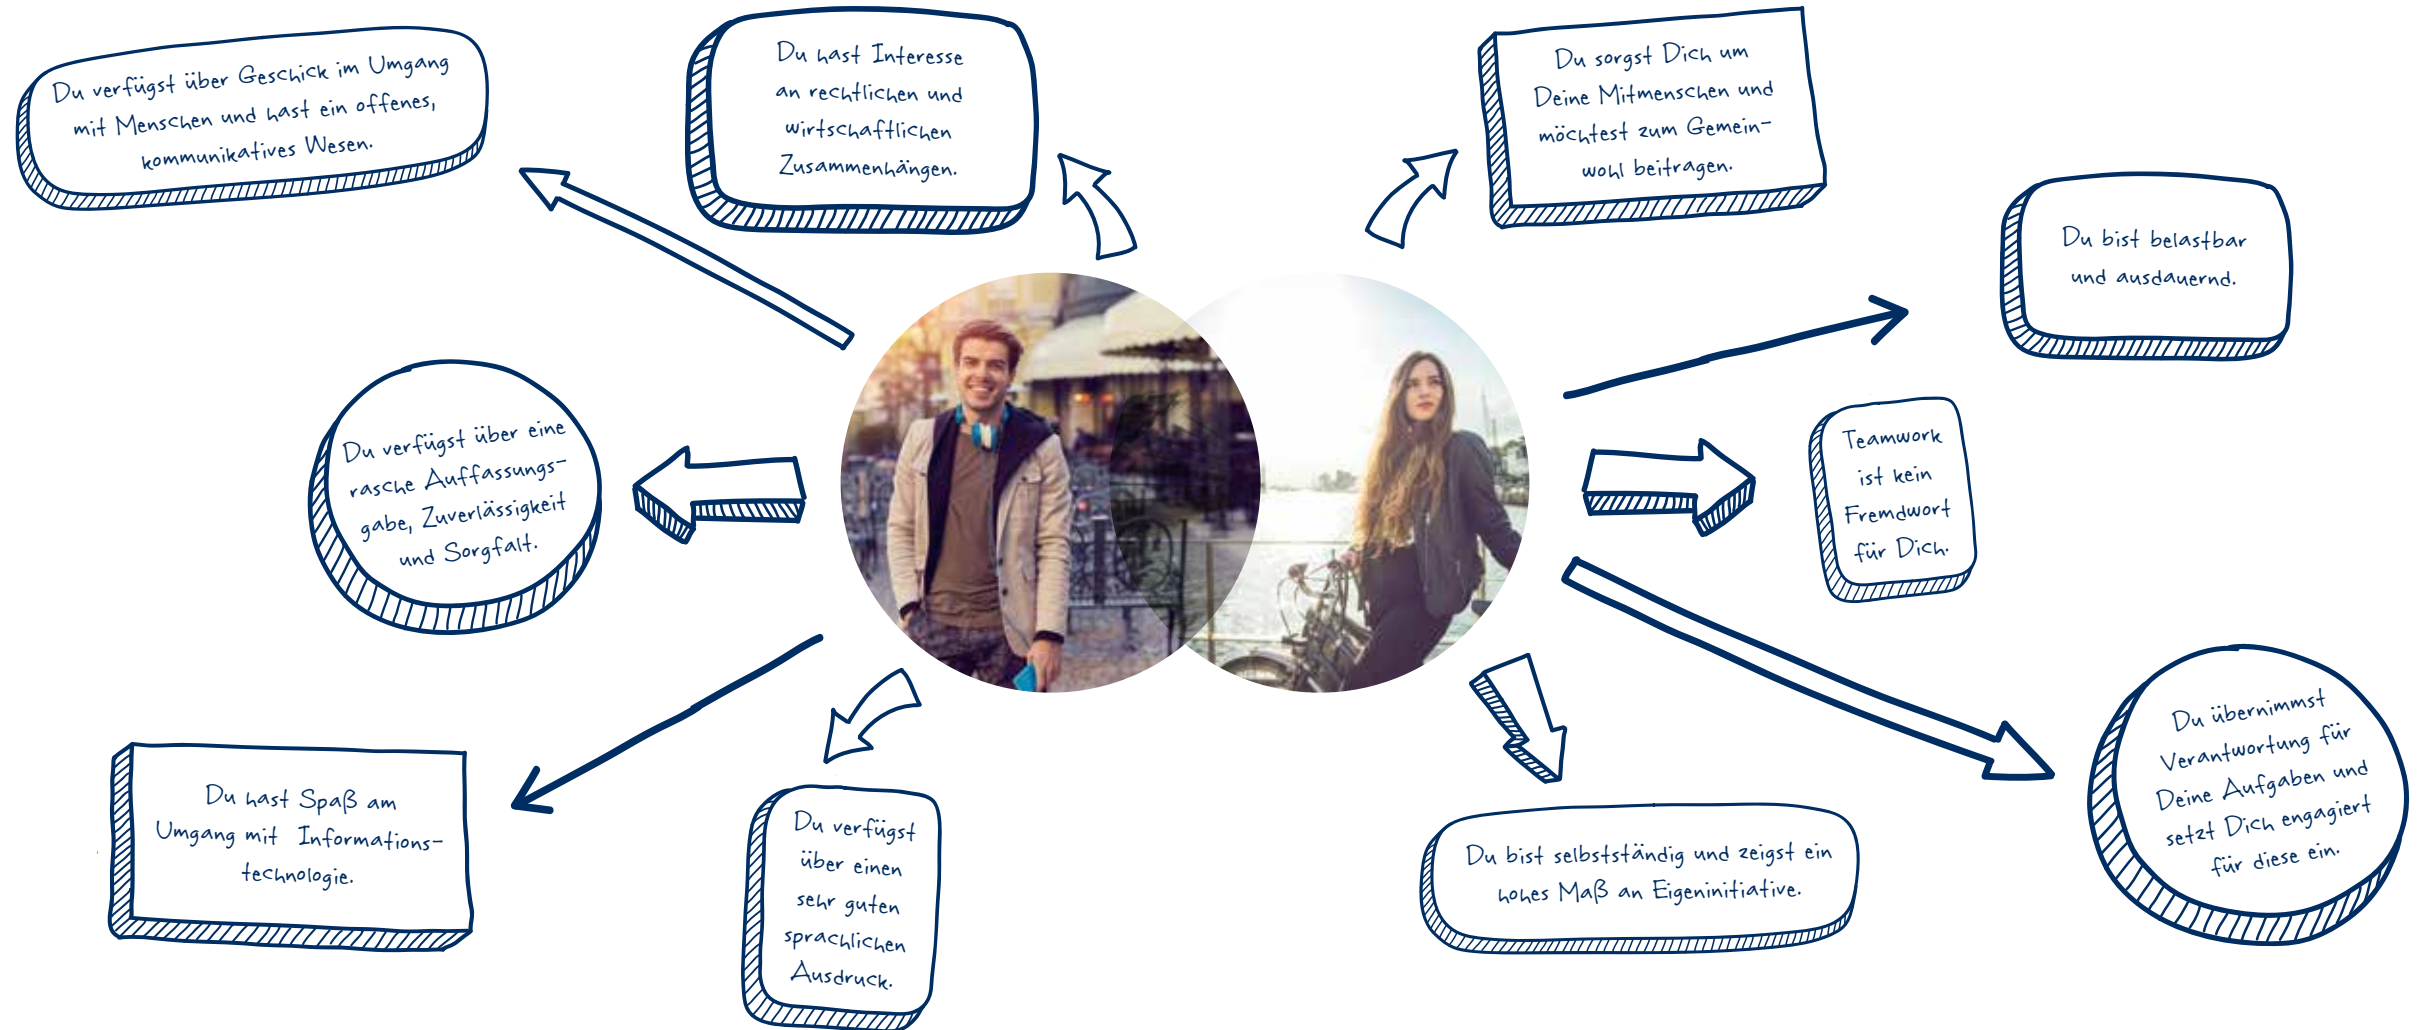 Du verfügst über Geschick im Umgang
mit Menschen und hast ein offenes,
kommunikatives Wesen.
Du hast Interesse
an rechtlichen und
wirtschaftlichen
Zusammenhängen.
Du sorgst Dich um
Deine Mitmenschen und
möchtest zum Gemein-
wohl beitragen.
Du bist belastbar
und ausdauernd.
Du verfügst über eine
rasche Auffassungs-
gabe, Zuverlässigkeit
und Sorgfalt.
Teamwork
ist kein
Fremdwort
für Dich.
Du hast Spaß am
Umgang mit Informations-
technologie.
Du verfügst
über einen
sehr guten
sprachlichen
Ausdruck.
Du bist selbstständig und zeigst ein
hohes Maß an Eigeninitiative.
Du übernimmst
Verantwortung für
Deine Aufgaben und
setzt Dich engagiert
für diese ein.